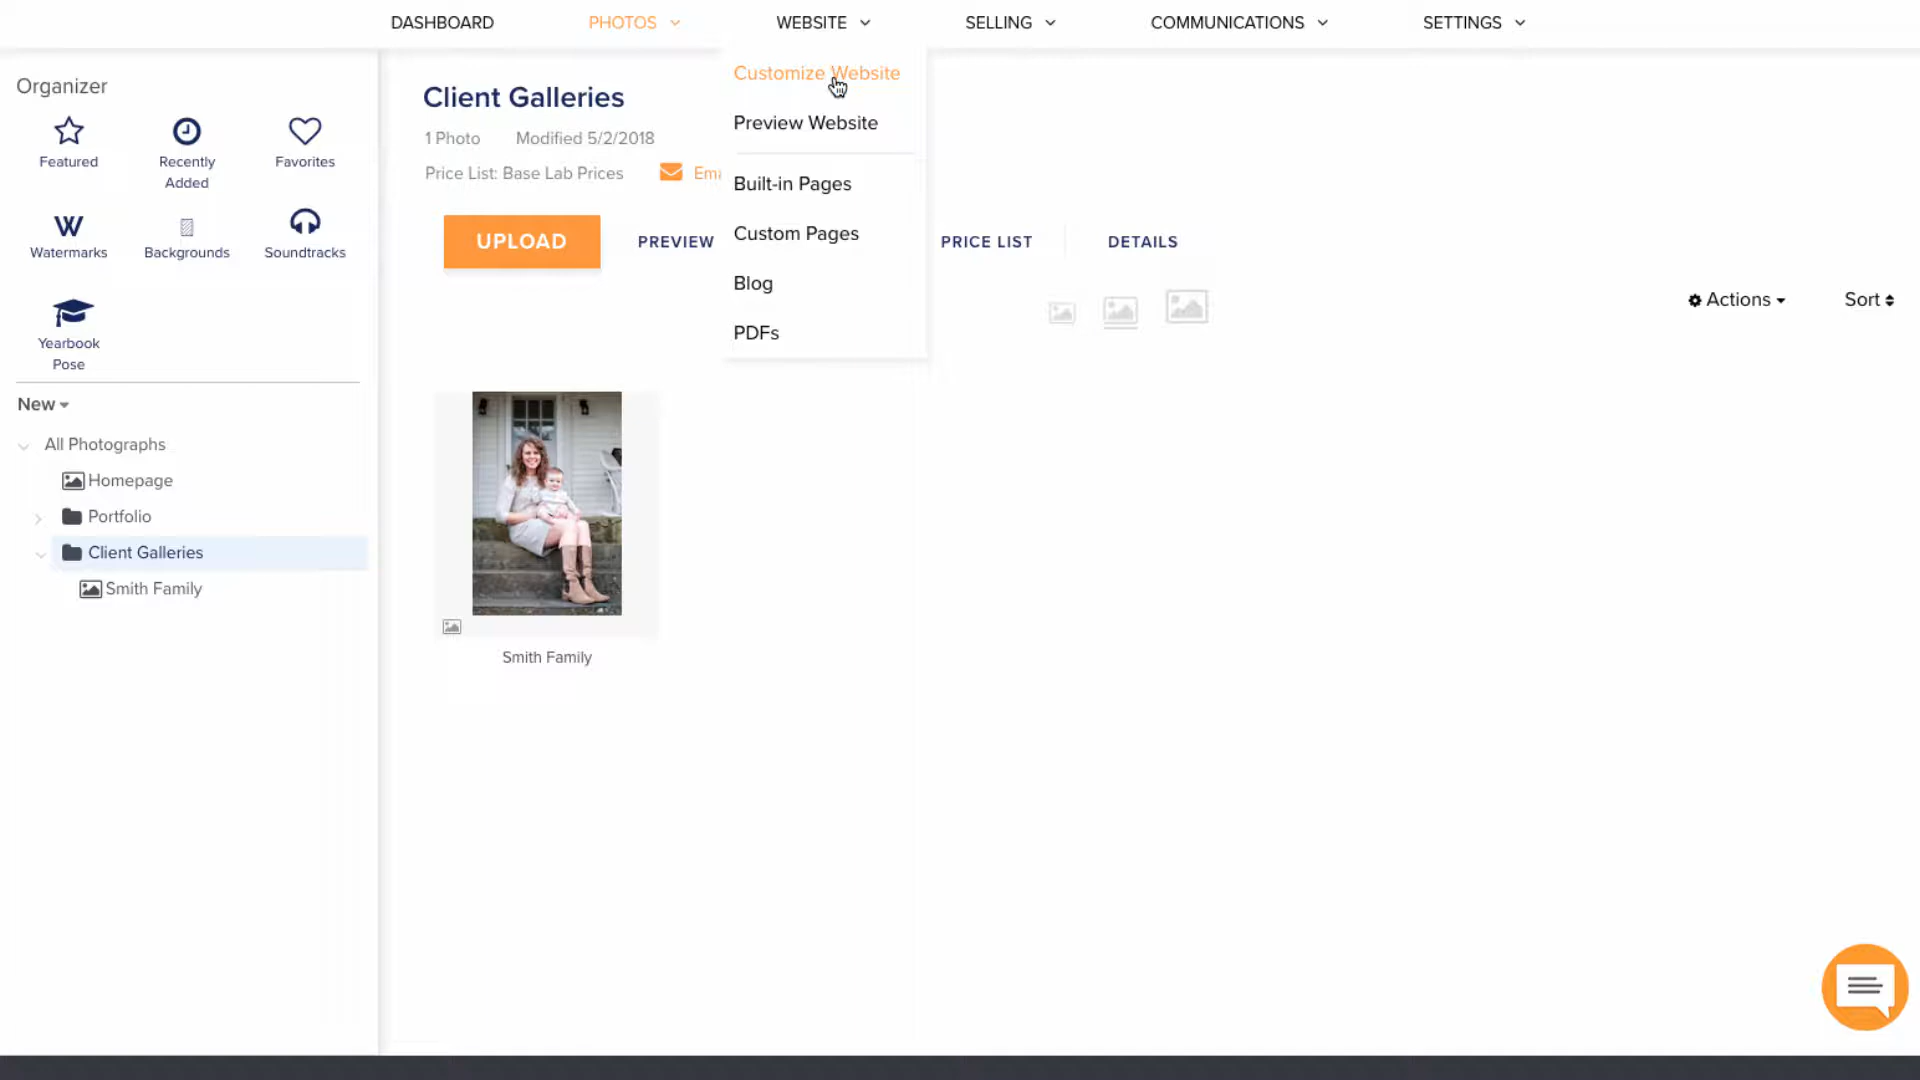 DASHBOARD PHOTOS WEBSITE SELLING COMMUNICATIONS SETTINGS
Organizer
Featured
Recently
Added
Favorites
Watermarks
Backgrounds
Soundtracks
Yearbook
Pose
New
All Photographs
Homepage
Portfolio
Client Galleries
Smith Family
Client Galleries
1 Photo Modified 5/2/2018
Price List: Base Lab Prices
UPLOAD PREVIEW PRICE LIST DETAILS
Customize Website
Preview Website
Built-in Pages
Custom Pages
Blog
PDFs
Actions Sort
Smith Family